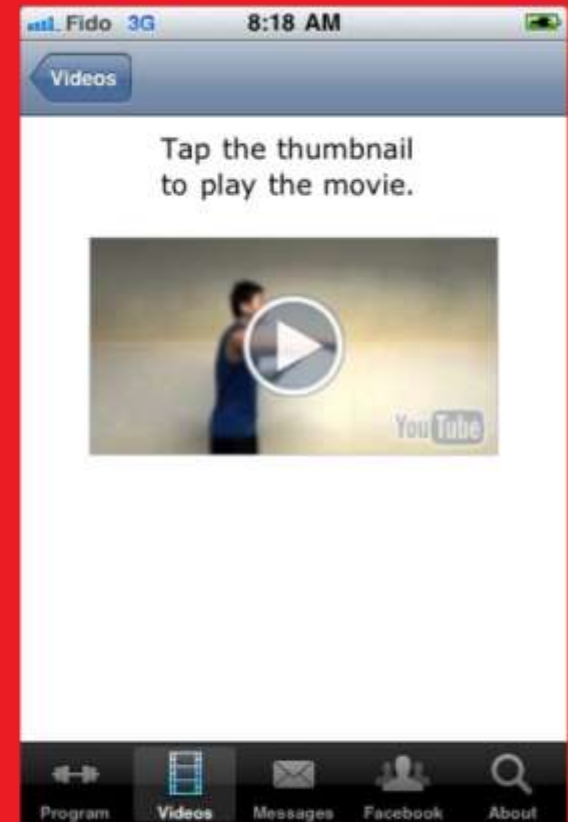 Fido 3G 8:18 AM
Videos
Tap the thumbnail
to play the movie.
YouTube
Program Videos Messages Facebook About